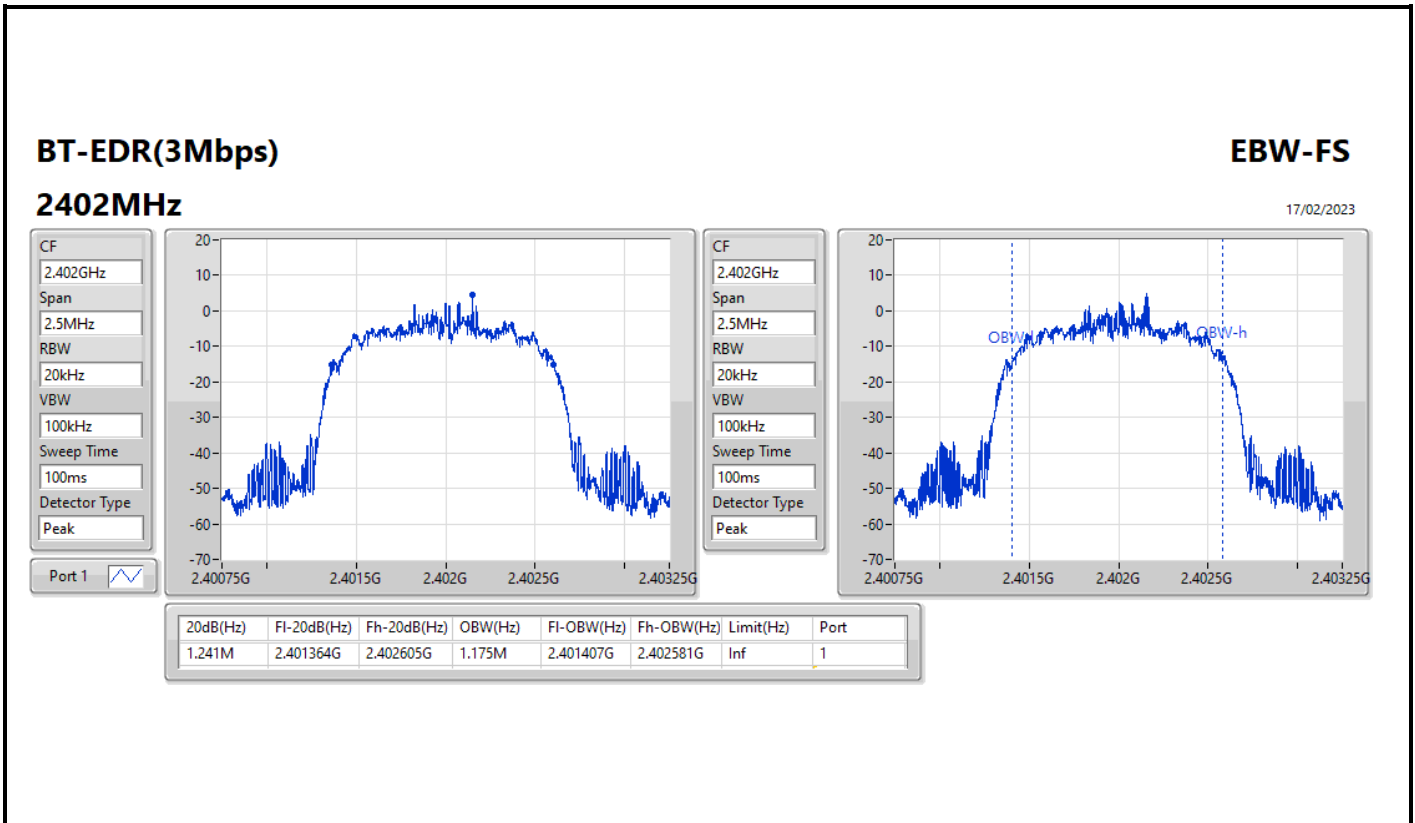 BT-EDR(3Mbps)
EBW-FS
2402MHz
17/02/2023
CF
2.402GHz
Span
2.5MHz
RBW
20kHz
VBW
100kHz
Sweep Time
100ms
Detector Type
Peak
Port 1
20
10
0
-10
-20
-30
-40
-50
-60
-70
2.40075G 2.4015G 2.402G 2.4025G 2.40325G
CF
2.402GHz
Span
2.5MHz
RBW
20kHz
VBW
100kHz
Sweep Time
100ms
Detector Type
Peak
20
10
0
-10
-20
-30
-40
-50
-60
-70
OBW-l OBW-h
2.40075G 2.4015G 2.402G 2.4025G 2.40325G
20dB(Hz) Fl-20dB(Hz) Fh-20dB(Hz) OBW(Hz) Fl-OBW(Hz) Fh-OBW(Hz) Limit(Hz) Port
1.241M 2.401364G 2.402605G 1.175M 2.401407G 2.402581G Inf 1